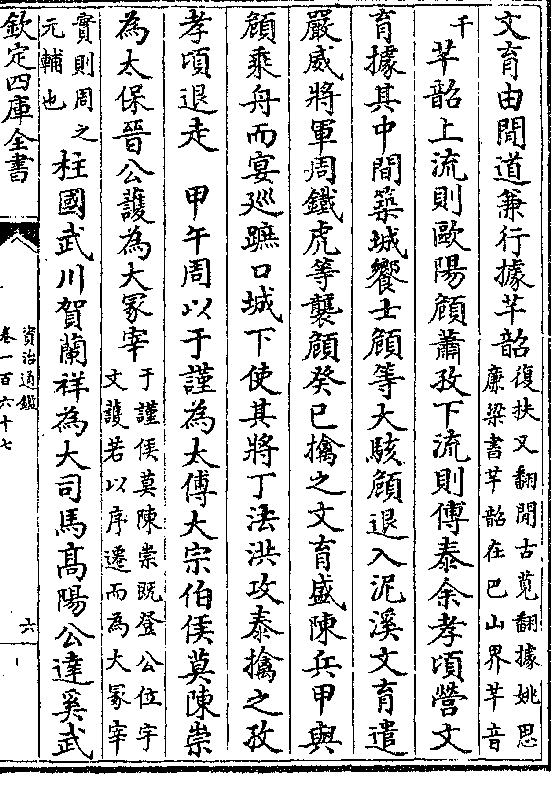 文育由間道兼行據芊韶復扶又翻閒古莧翻據姚思
廉梁書芊韶在巴山界芊音
千芊韶上流則歐陽頠蕭孜下流則傅泰余孝頃營文
育據其中間築城饗士頠等大駭頠退入泥溪文育遣
嚴威將軍周鐵虎等襲頠癸巳擒之文育盛陳兵甲與
頠乘舟而宴廵蹠口城下使其將丁法洪攻泰擒之孜
孝頃退走 甲午周以于謹為太傅大宗伯侯莫陳崇
為太保晉公護為大冢宰于謹侯莫陳崇既登公位宇
文護若以序遷而為大冢宰
實則周之
元輔也柱國武川賀蘭祥為大司馬髙陽公達奚武
欽定四庫全書
資治通鑑
卷一百六十七
六